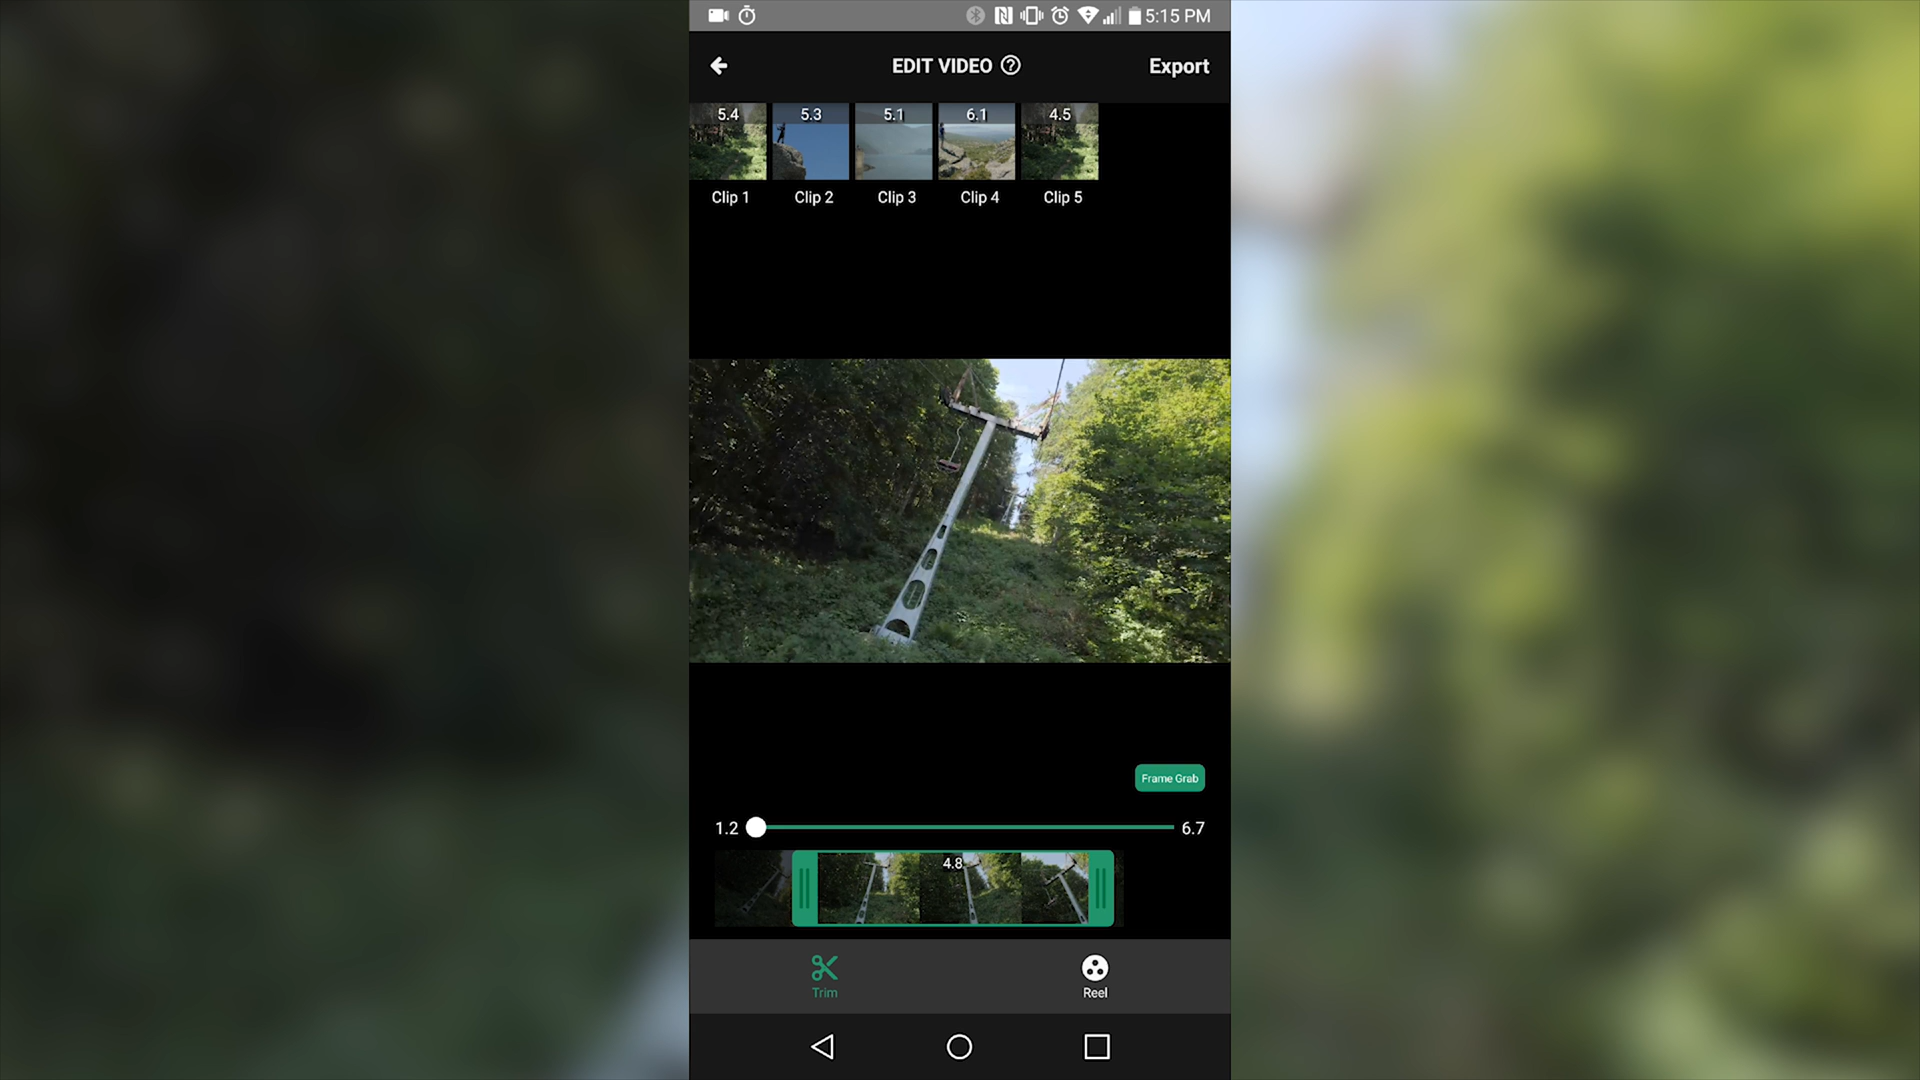 5:15 PM
EDIT VIDEO ?
Export
5.4 5.3 5.1 6.1 4.5
Clip 1 Clip 2 Clip 3 Clip 4 Clip 5
Frame Grab
1.2 6.7
4.8
Trim Reel